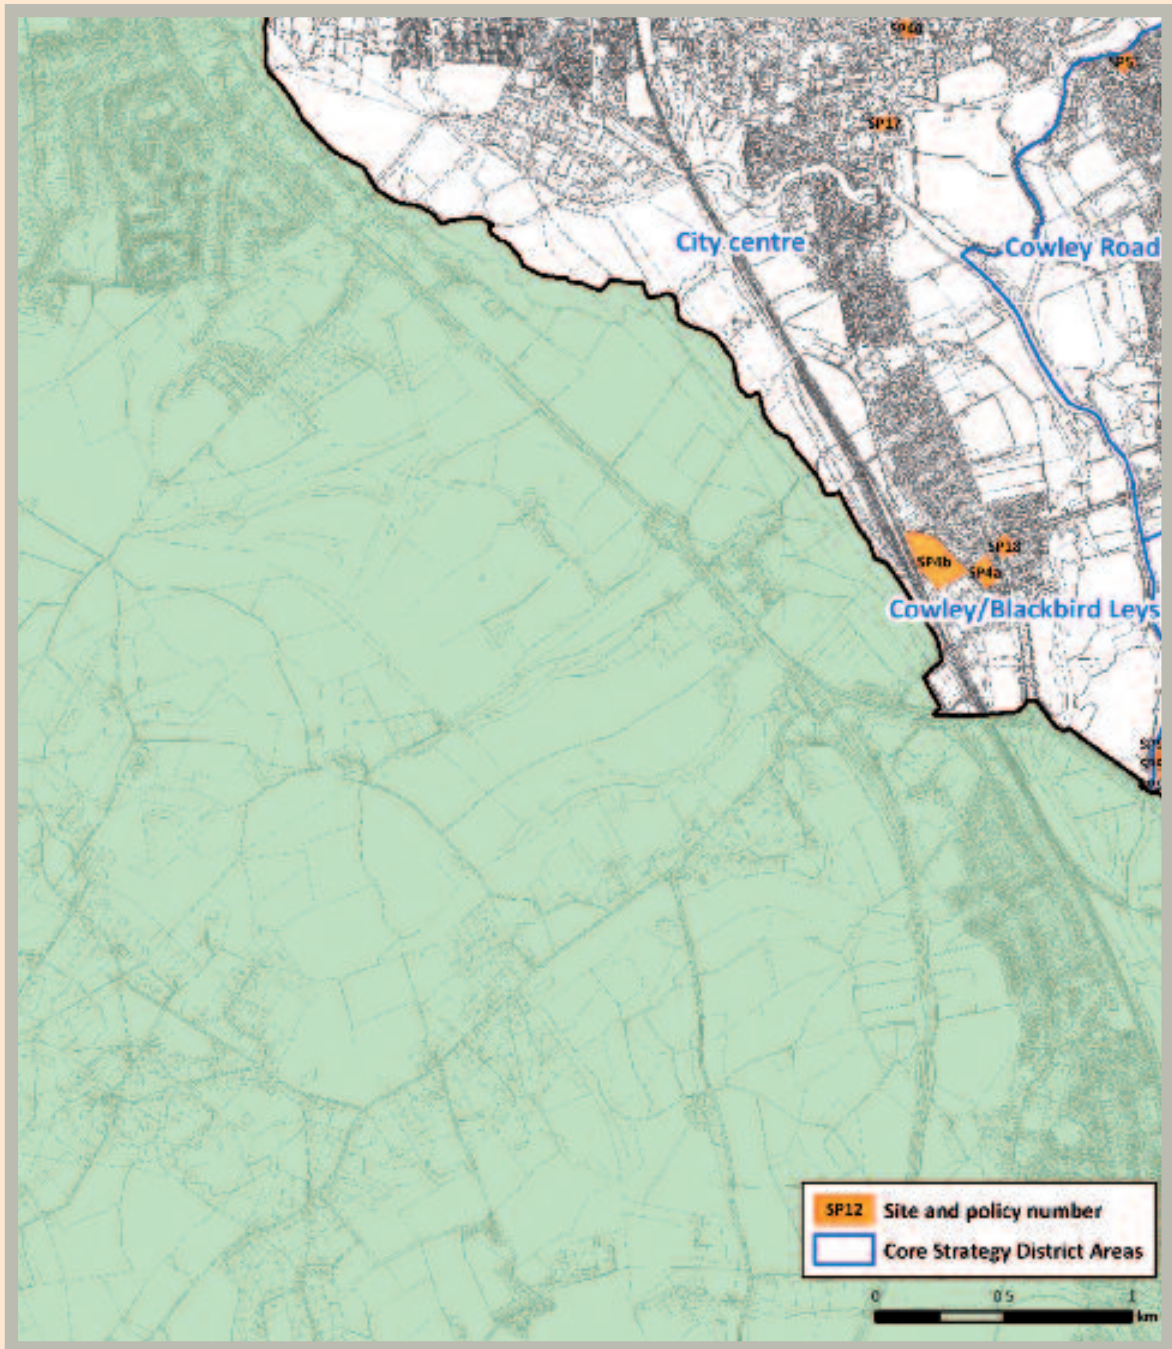 SP17
City centre
Cowley Road
SP18
SP4b
SP4a
Cowley/Blackbird Leys
SP12 Site and policy number
Core Strategy District Areas
0 0.5 1
km